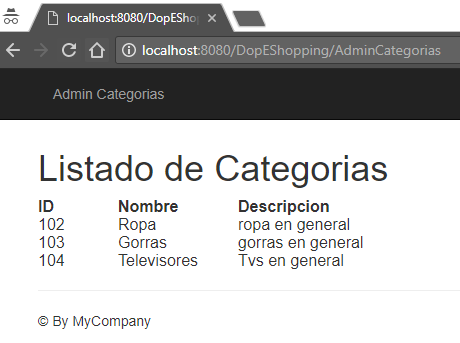 localhost:8080/DopESho
localhost:8080/DopEShopping/AdminCategorias
Admin Categorias
Listado de Categorias
ID Nombre Descripcion
102 Ropa ropa en general
103 Gorras gorras en general
104 Televisores Tvs en general
© By MyCompany